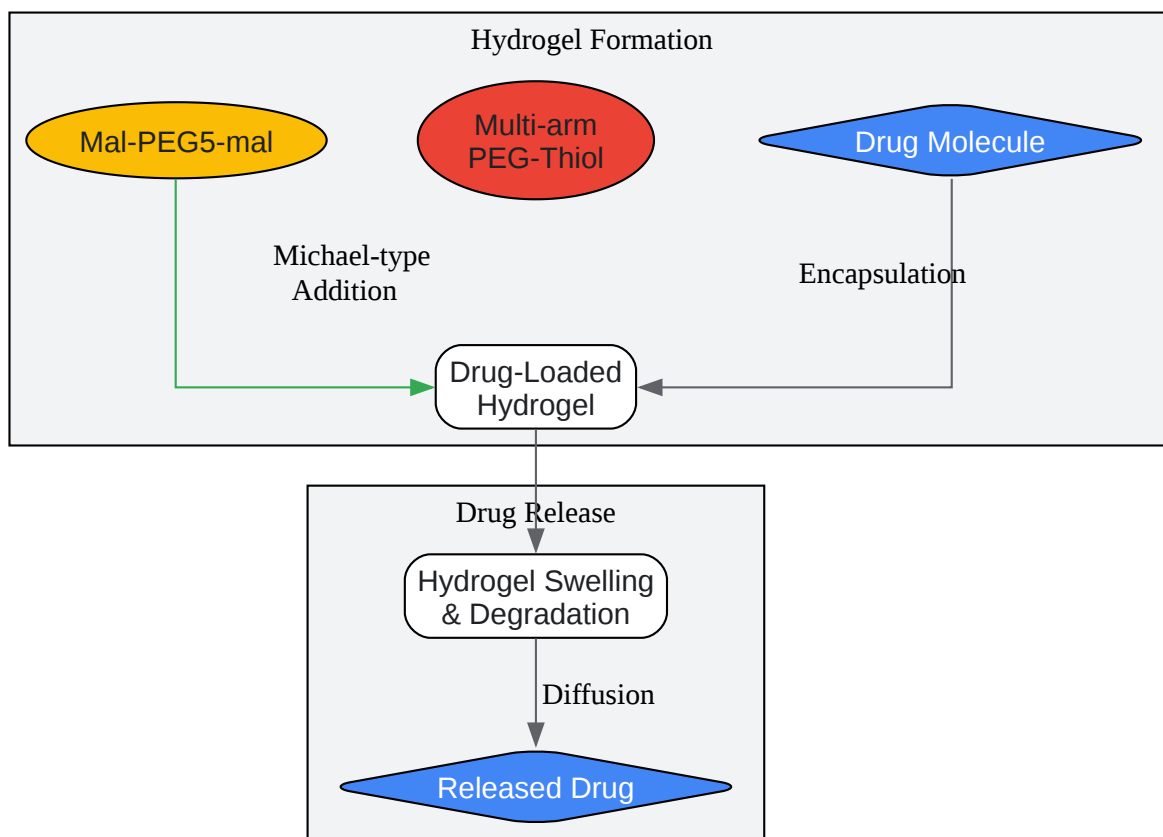 Hydrogel Formation
Mal-PEG5-mal
Multi-arm
PEG-Thiol
Drug Molecule
Michael-type
Addition
Encapsulation
Drug-Loaded
Hydrogel
Drug Release
Hydrogel Swelling
& Degradation
Diffusion
Released Drug